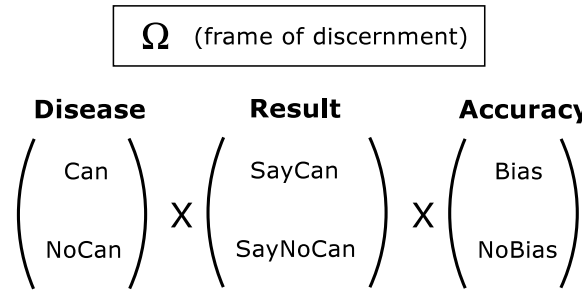 Ω (frame of discernment)
Disease Result Accuracy
Can SayCan Bias
X X
NoCan SayNoCan NoBias